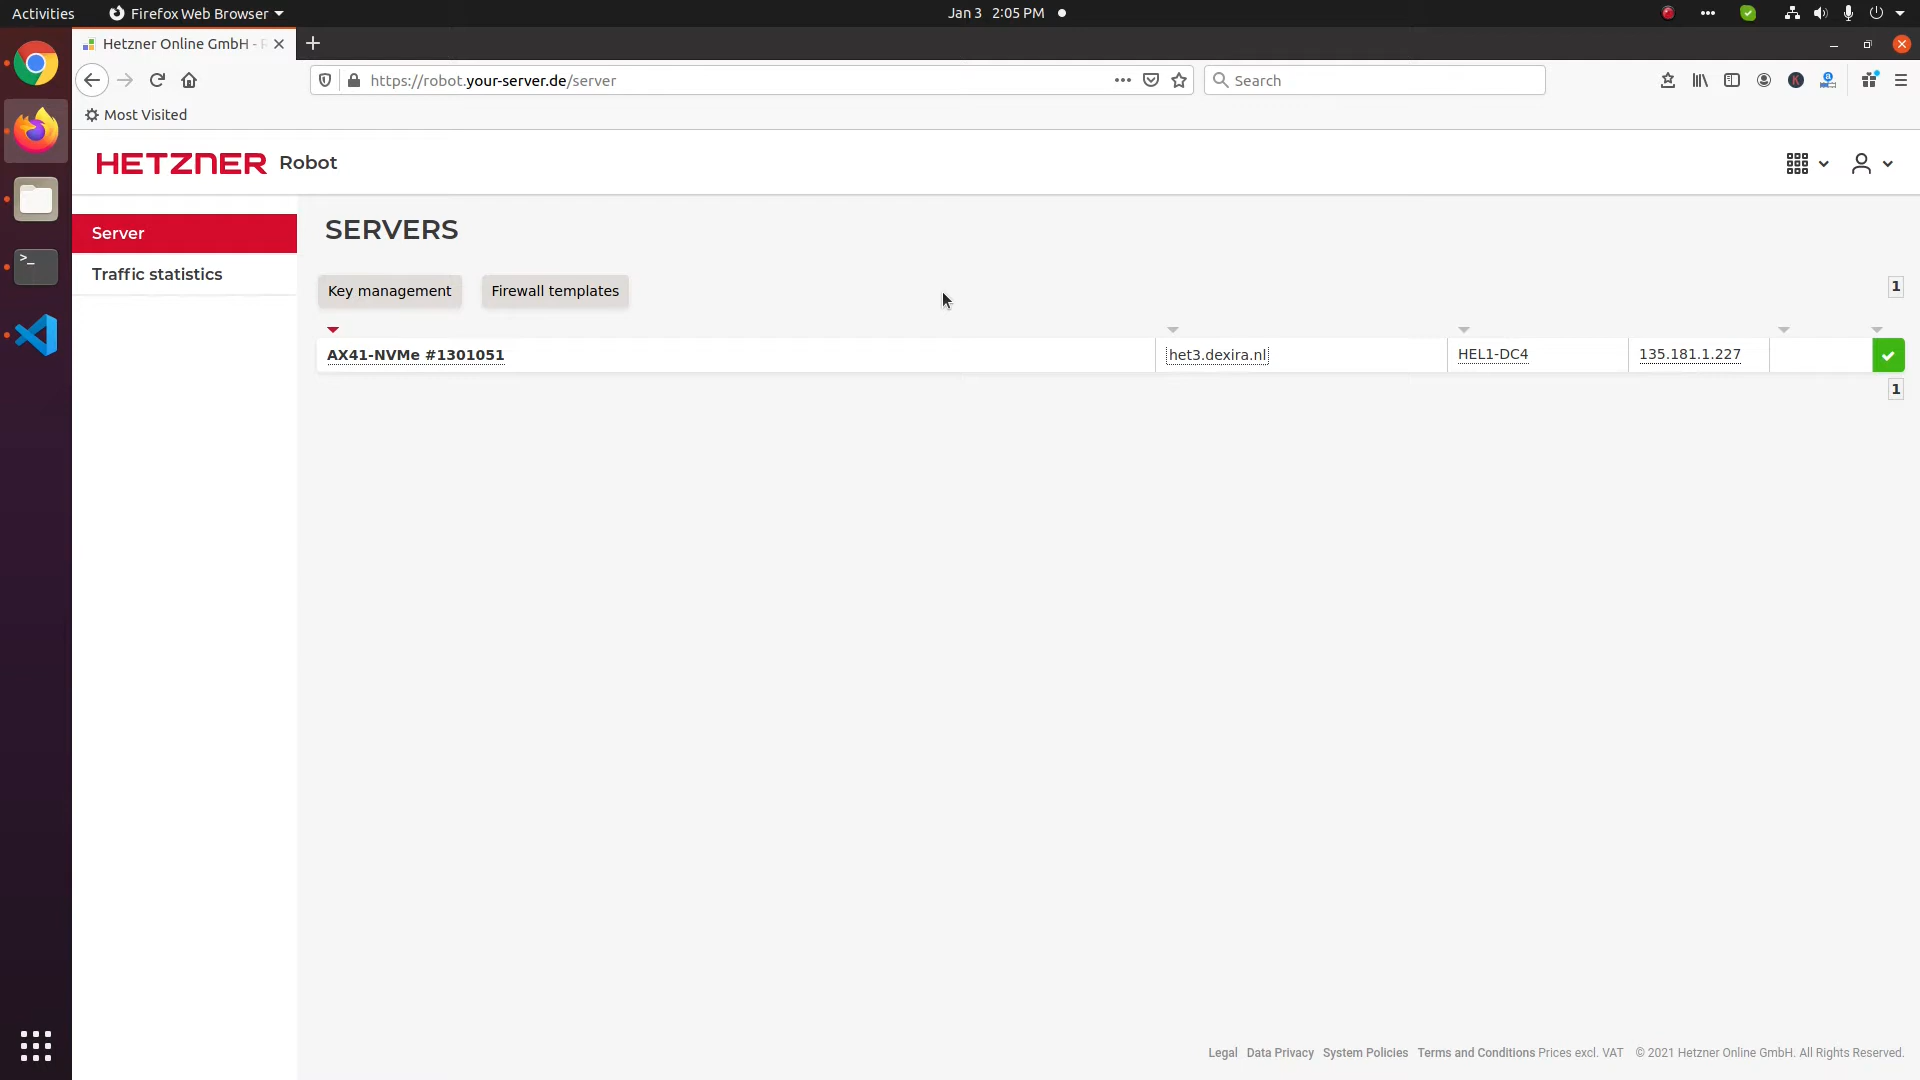 Activities
Firefox Web Browser
Jan 3 2:05 PM
Hetzner Online GmbH -
https://robot.your-server.de/server
Search
Most Visited
HETZNER Robot
Server
Traffic statistics
SERVERS
Key management
Firewall templates
1
AX41-NVMe #1301051
het3.dexira.nl
HEL1-DC4
135.181.1.227
1
Legal Data Privacy System Policies Terms and Conditions Prices excl. VAT © 2021 Hetzner Online GmbH. All Rights Reserved.